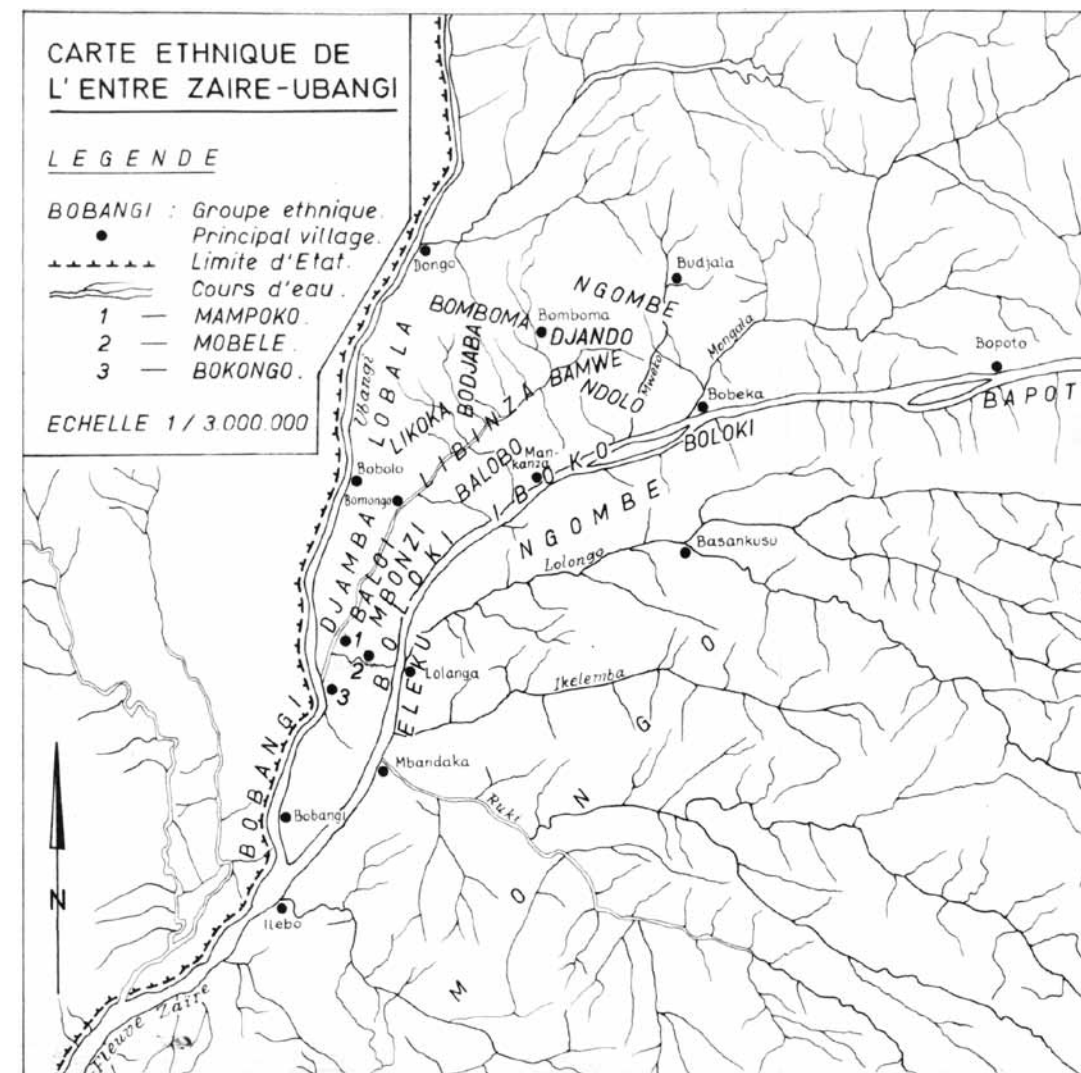 CARTE ETHNIQUE DE
L'ENTRE ZAIRE-UBANGI
LEGENDE
BOBANGI : Groupe ethnique.
Principal village.
Limite d'Etat.
Cours d'eau.
1 — MAMPOKO.
2 — MOBELE.
3 — BOKONGO.
ECHELLE 1 / 3.000.000
Dongo
Budjala
NGOMBE
BOMBOMA
Bomboma
DJANDO
Mongala
Bopoto
Ubangi
LOBALA
BODJABA
BAMWE
Mweko
NDOLO
Bobeka
BAPOT
LIKOKA
LIBINZA
BOLOKI
Bobolo
BALOBO
Man-
kanza
Bomongo
IBOKO
NGOMBE
DJAMBA
BALOI
MBONZI
BOLOKI
Lolongo
Basankusu
1
2
3
Lolanga
ELEKU
Ikelemba
MONGO
BOBANGI
Mbandaka
Ruki
Bobangi
N
Ilebo
Fleuve Zaïre